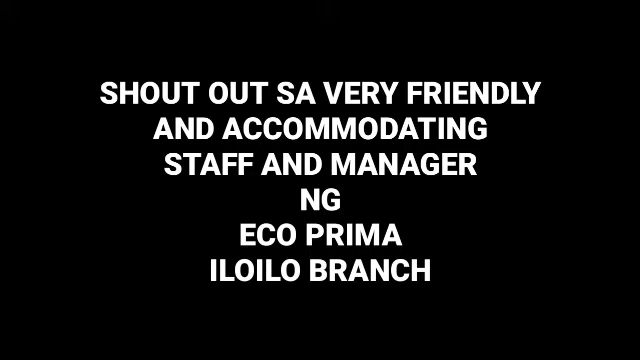 SHOUT OUT SA VERY FRIENDLY
AND ACCOMMODATING
STAFF AND MANAGER
NG
ECO PRIMA
ILOILO BRANCH